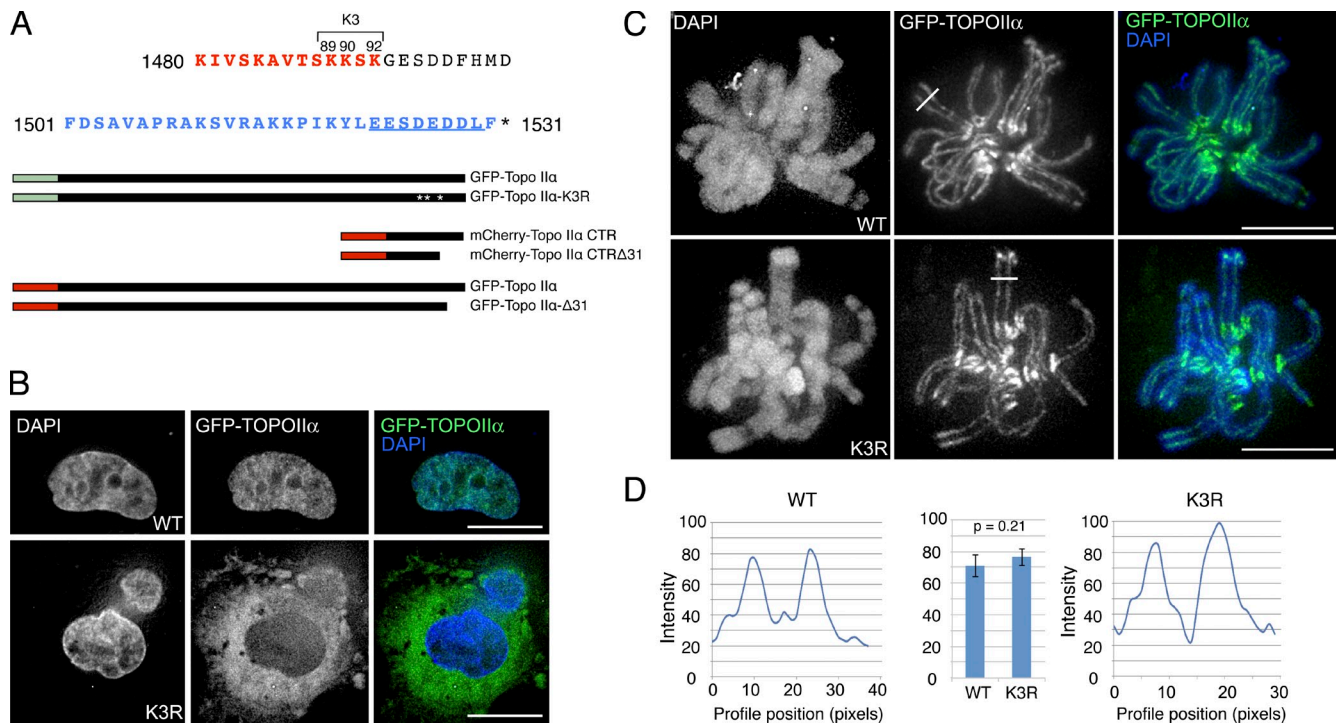 A
K3
89 90 92
1480 KIVSKAVTSKKSKGESDDFHMD
1501 FDSAVAPRAKSVRAKKPIKYLEESDEDDLF * 1531
GFP-Topo IIα
*** GFP-Topo IIα-K3R
mCherry-Topo IIα CTR
mCherry-Topo IIα CTRΔ31
GFP-Topo IIα
GFP-Topo IIα-Δ31
B
DAPI
WT
GFP-TOPOIIα
GFP-TOPOIIα
DAPI
K3R
C
DAPI
WT
GFP-TOPOIIα
GFP-TOPOIIα
DAPI
K3R
D
WT
Intensity
100
80
60
40
20
0 10 20 30 40
Profile position (pixels)
p = 0.21
100
80
60
40
20
0
WT K3R
K3R
Intensity
100
80
60
40
20
0
0 10 20 30
Profile position (pixels)